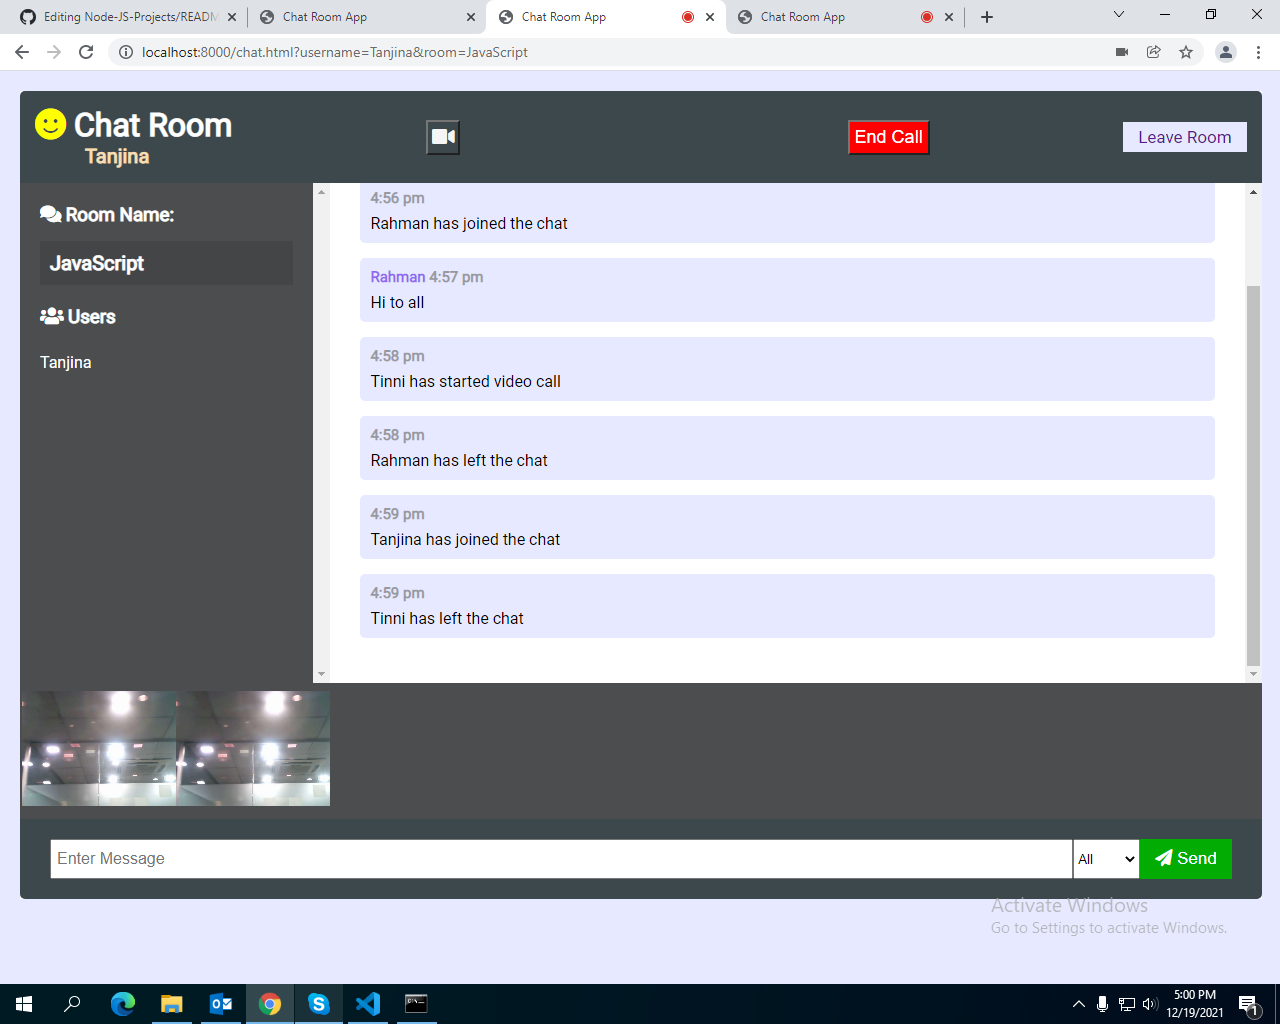 Editing Node-JS-Projects/READM
Chat Room App
Chat Room App
Chat Room App
localhost:8000/chat.html?username=Tanjina&room=JavaScript
Chat Room
Tanjina
End Call
Leave Room
Room Name:
JavaScript
Users
Tanjina
4:56 pm
Rahman has joined the chat
Rahman 4:57 pm
Hi to all
4:58 pm
Tinni has started video call
4:58 pm
Rahman has left the chat
4:59 pm
Tanjina has joined the chat
4:59 pm
Tinni has left the chat
Enter Message
All
Send
Activate Windows
Go to Settings to activate Windows.
5:00 PM
12/19/2021
1